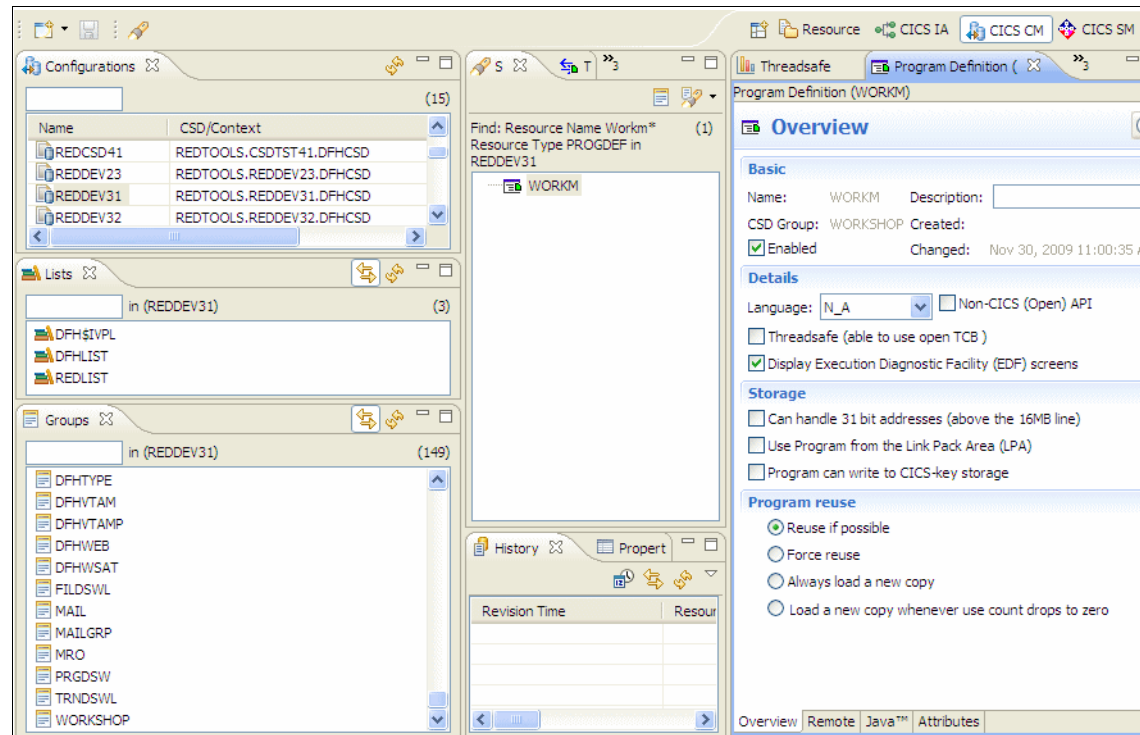 Resource CICS IA CICS CM CICS SM
Configurations
(15)
Name CSD/Context
REDCSD41 REDTOOLS.CSDTST41.DFHCSD
REDDEV23 REDTOOLS.REDDEV23.DFHCSD
REDDEV31 REDTOOLS.REDDEV31.DFHCSD
REDDEV32 REDTOOLS.REDDEV32.DFHCSD
Lists
in (REDDEV31) (3)
DFH$IVPL
DFHLIST
REDLIST
Groups
in (REDDEV31) (149)
DFHTYPE
DFHVTAM
DFHVTAMP
DFHWEB
DFHWSAT
FILDSWL
MAIL
MAILGRP
MRO
PRGDSW
TRNDSWL
WORKSHOP
S T »3
Find: Resource Name Workm* (1)
Resource Type PROGDEF in
REDDEV31
WORKM
History Propert
Revision Time Resour
Threadsafe Program Definition ( »3
Program Definition (WORKM)
Overview
Basic
Name: WORKM Description:
CSD Group: WORKSHOP Created:
Enabled Changed: Nov 30, 2009 11:00:35
Details
Language: N_A Non-CICS (Open) API
Threadsafe (able to use open TCB )
Display Execution Diagnostic Facility (EDF) screens
Storage
Can handle 31 bit addresses (above the 16MB line)
Use Program from the Link Pack Area (LPA)
Program can write to CICS-key storage
Program reuse
Reuse if possible
Force reuse
Always load a new copy
Load a new copy whenever use count drops to zero
Overview Remote Java™ Attributes